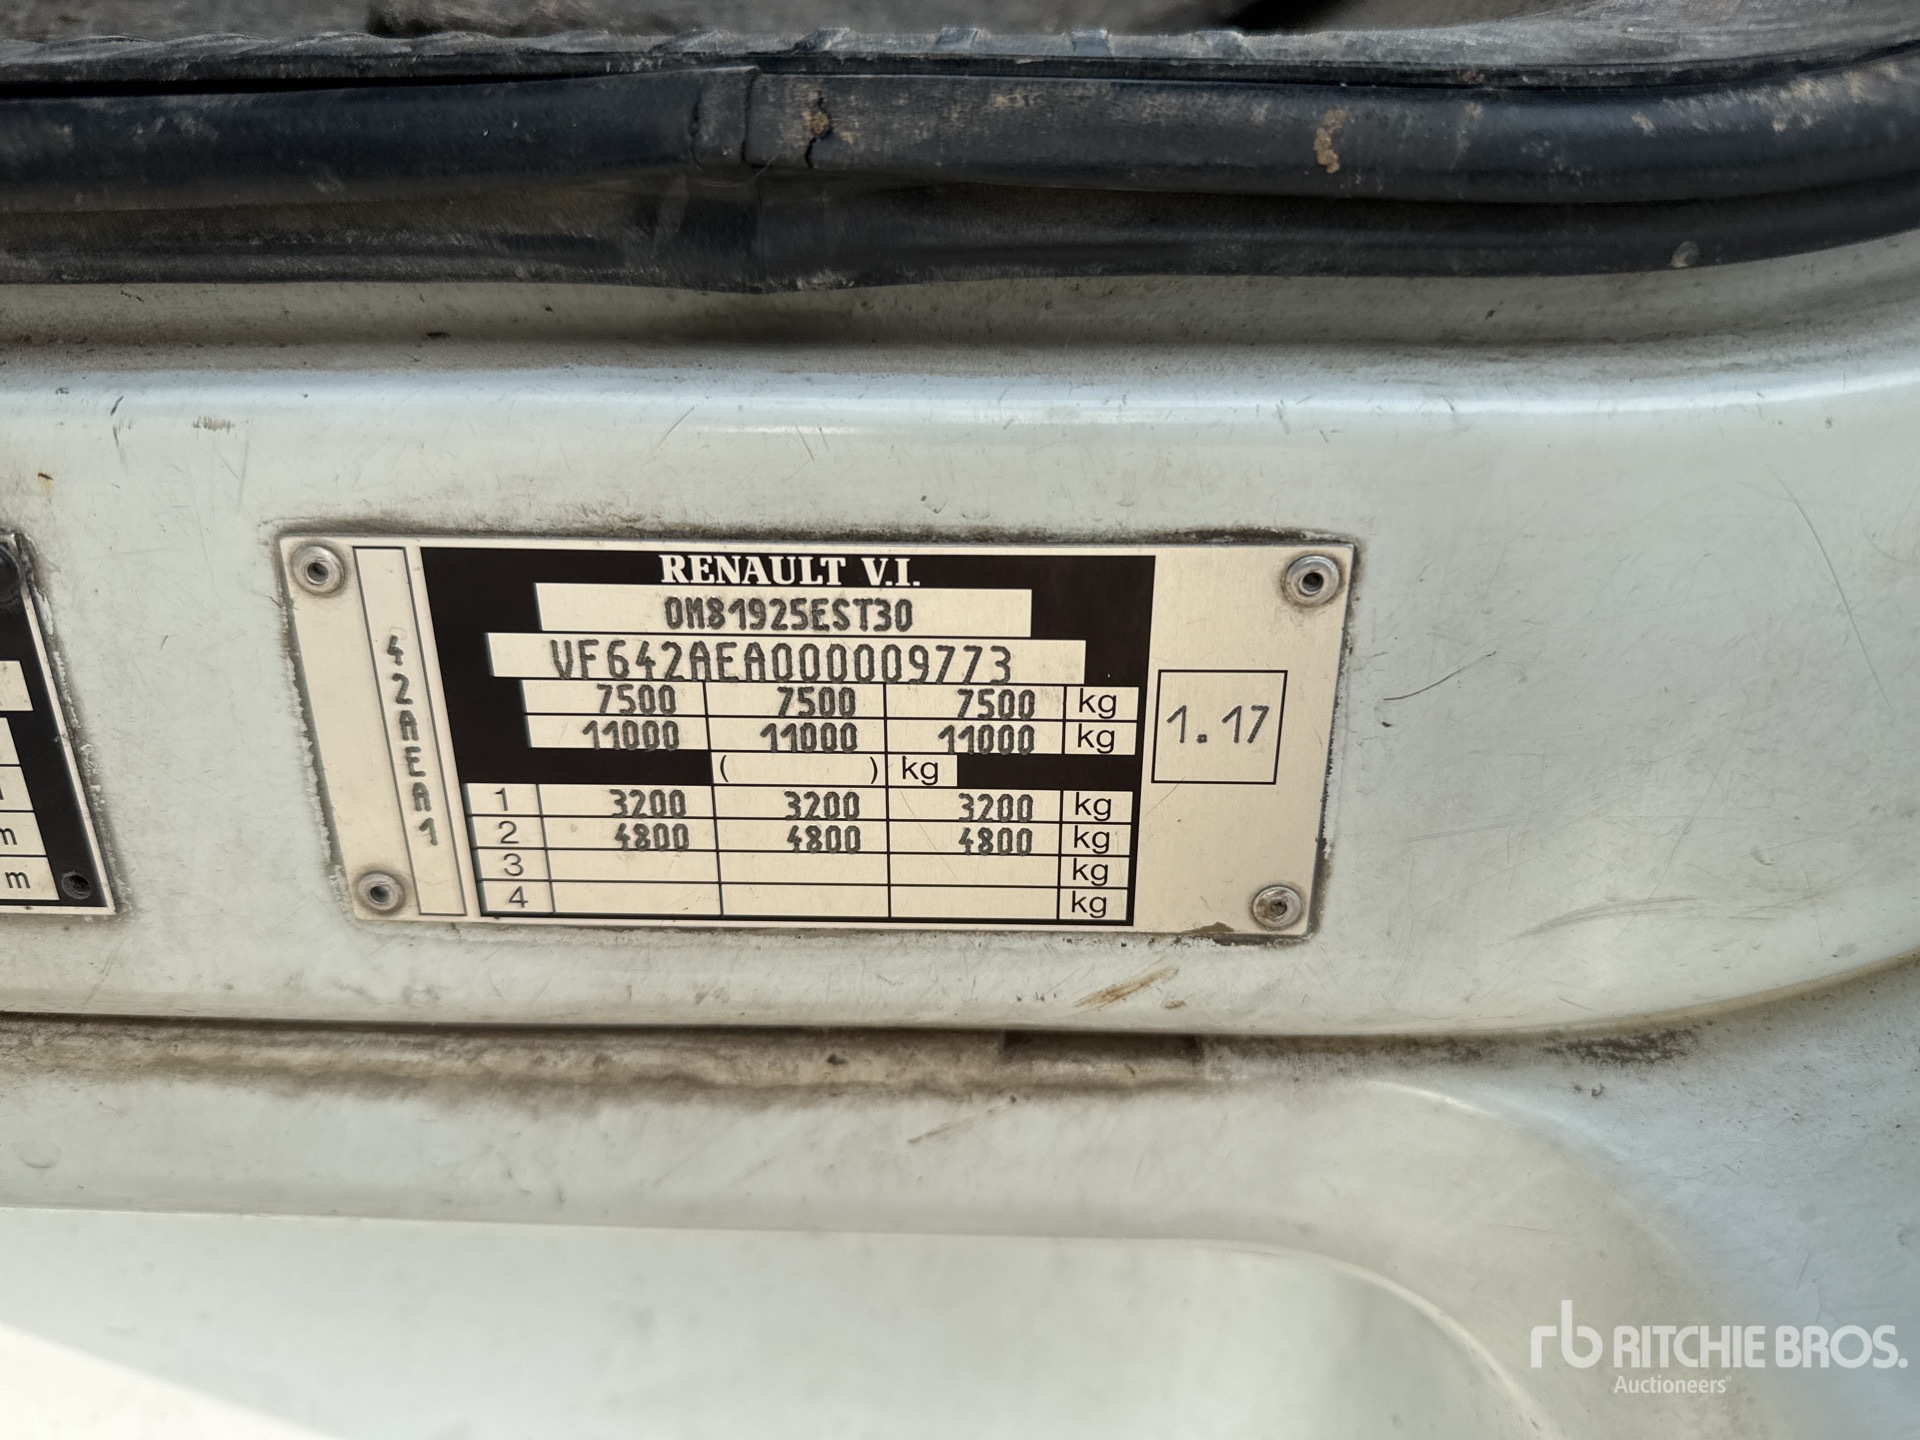 RENAULT V.I.
0M81925EST30
VF642AEA000009773
7500 7500 7500 kg
11000 11000 11000 kg
( ) kg
1 3200 3200 3200 kg
2 4800 4800 4800 kg
3 kg
4 kg
42AEA1
1.17
m
m
rb RITCHIE BROS.
Auctioneers